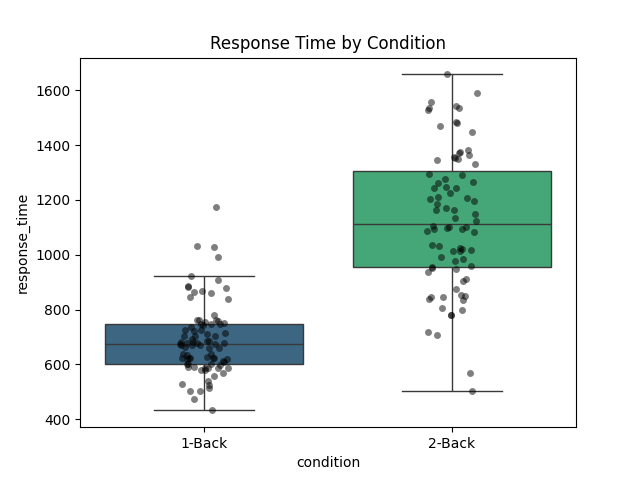 Response Time by Condition
response_time
1600
1400
1200
1000
800
600
400
1-Back
2-Back
condition